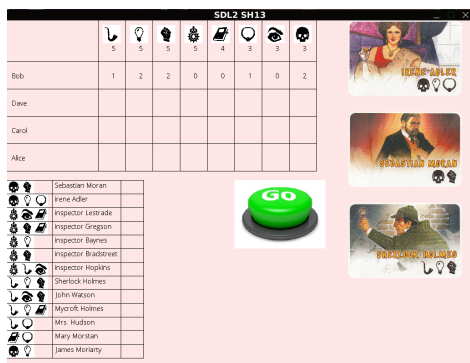 SDL2 SH13
5 5 5 5 4 3 3 3
Bob 1 2 2 0 0 1 0 2
Dave
Carol
Alice
IRENE ADLER
SEBASTIAN MORAN
SHERLOCK HOLMES
GO
Sebastian Moran
irene Adler
inspector Lestrade
inspector Gregson
inspector Baynes
inspector Bradstreet
inspector Hopkins
Sherlock Holmes
John Watson
Mycroft Holmes
Mrs. Hudson
Mary Morstan
James Moriarty